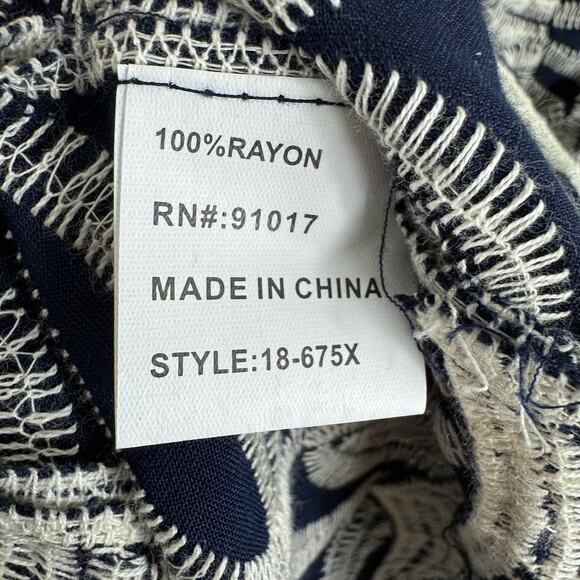 100%RAYON
RN#:91017
MADE IN CHINA
STYLE:18-675X